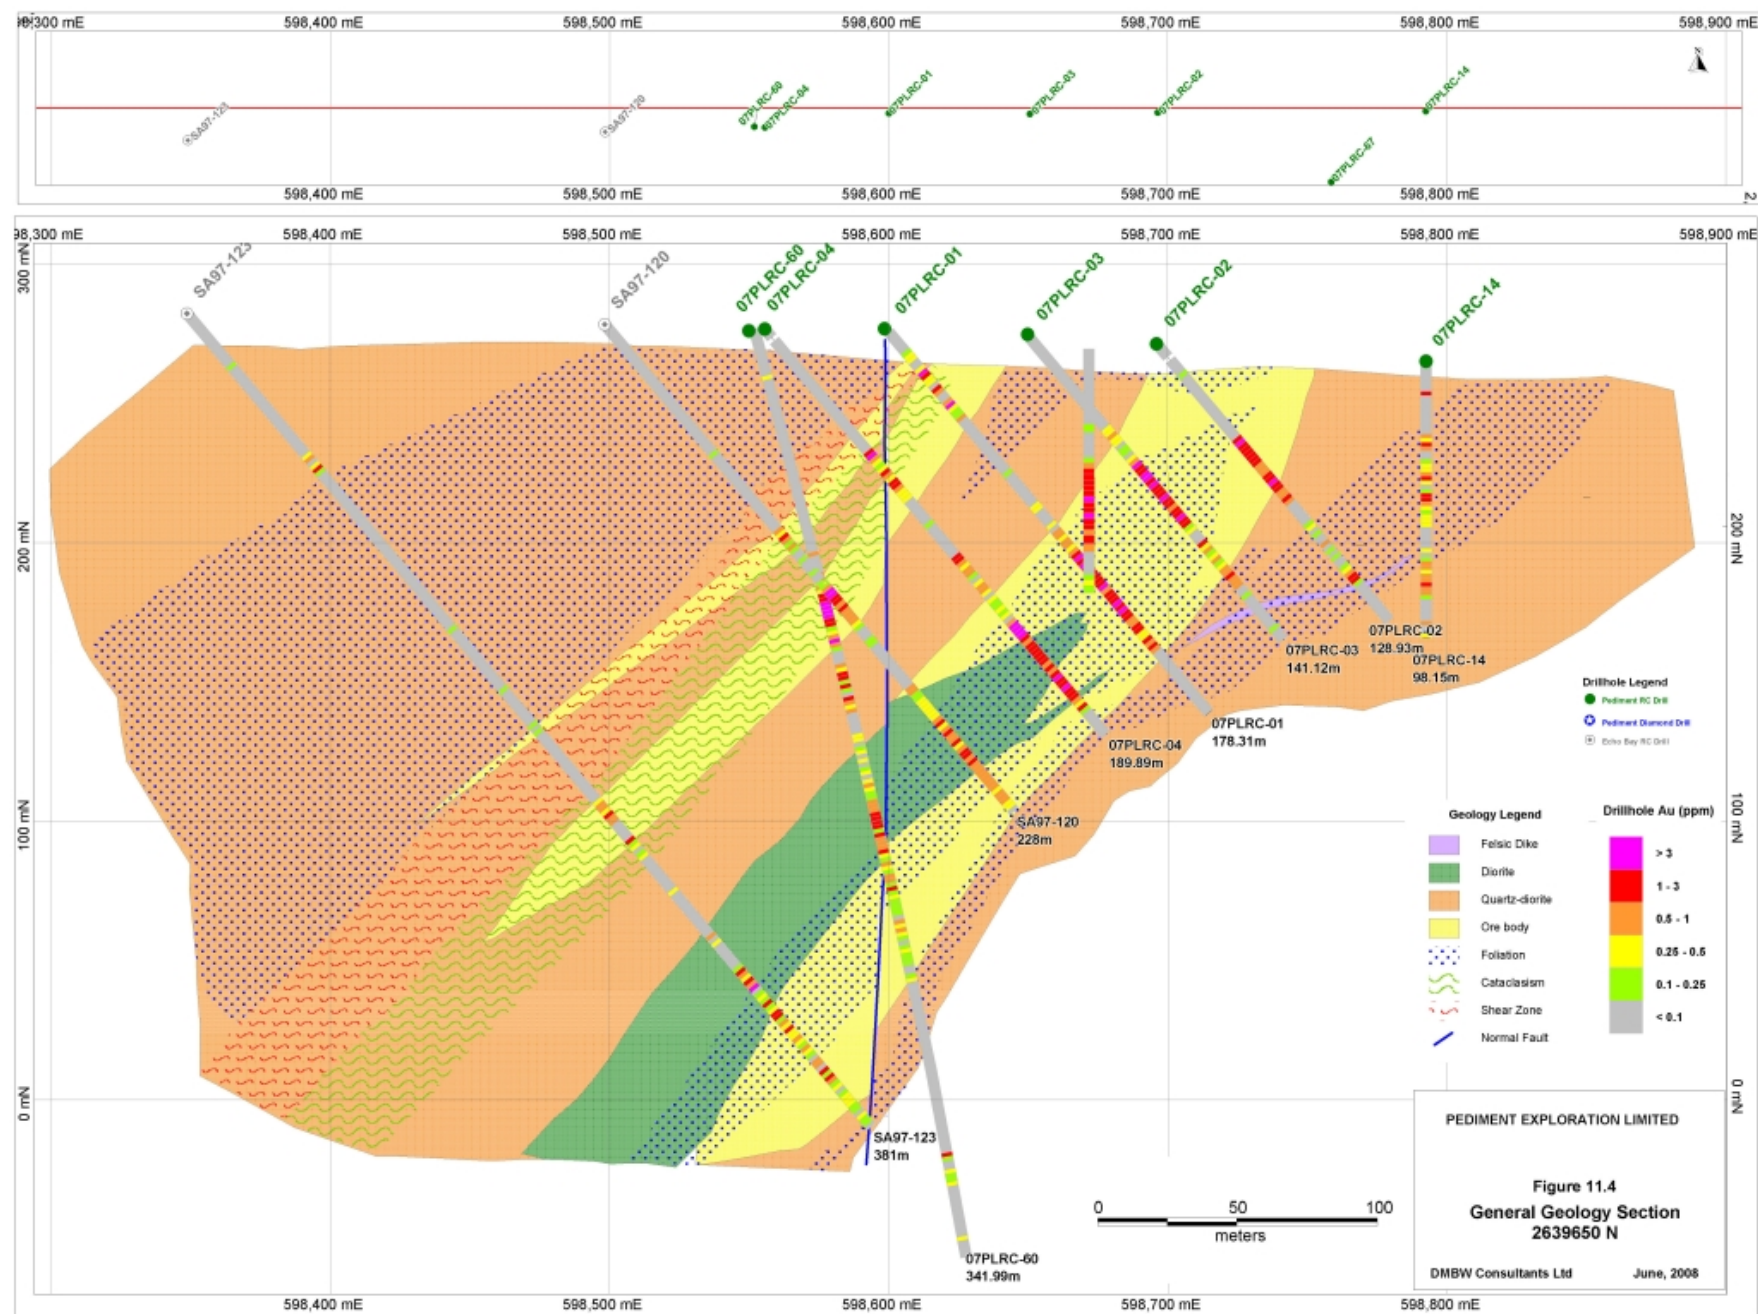 598,400 mE
598,500 mE
598,600 mE
598,700 mE
598,800 mE
598,900 mE
SA97-123
SA97-120
07PLRC-60
07PLRC-04
07PLRC-01
07PLRC-03
07PLRC-02
07PLRC-14
07PLRC-67
598,400 mE
598,500 mE
598,600 mE
598,700 mE
598,800 mE
598,400 mE
598,500 mE
598,600 mE
598,700 mE
598,800 mE
598,900 mE
300 mN
SA97-123
SA97-120
07PLRC-60
07PLRC-04
07PLRC-01
07PLRC-03
07PLRC-02
07PLRC-14
200 mN
200 mN
07PLRC-02
128.93m
07PLRC-03
141.12m
07PLRC-14
98.15m
07PLRC-01
178.31m
07PLRC-04
189.89m
SA97-120
228m
100 mN
100 mN
Drillhole Legend
Pediment RC Drill
Pediment Diamond Drill
Echo Bay RC Drill
Geology Legend
Felsic Dike
Diorite
Quartz-diorite
Ore body
Foliation
Cataclasism
Shear Zone
Normal Fault
Drillhole Au (ppm)
> 3
1 - 3
0.5 - 1
0.25 - 0.5
0.1 - 0.25
< 0.1
0 mN
0 mN
SA97-123
381m
07PLRC-60
341.99m
0 50 100
meters
PEDIMENT EXPLORATION LIMITED
Figure 11.4
General Geology Section
2639650 N
DMBW Consultants Ltd June, 2008
598,400 mE
598,500 mE
598,600 mE
598,700 mE
598,800 mE